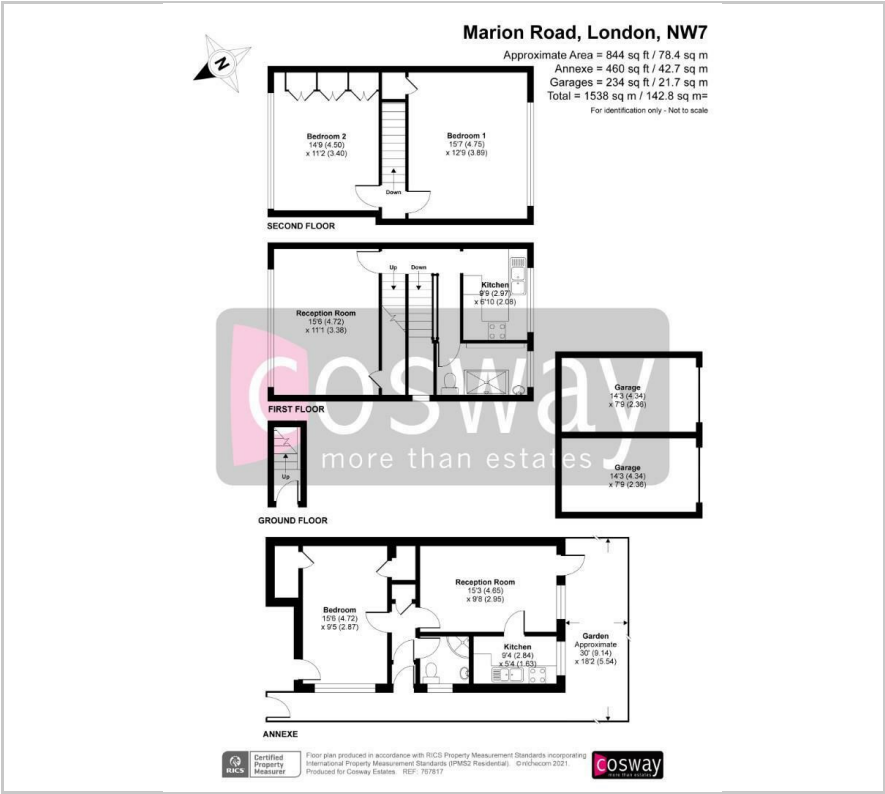 Marion Road, London, NW7
Approximate Area = 844 sq ft / 78.4 sq m
Annexe = 460 sq ft / 42.7 sq m
Garages = 234 sq ft / 21.7 sq m
Total = 1538 sq m / 142.8 sq m=
For identification only - Not to scale
N
Bedroom 2
14'9 (4.50)
x 11'2 (3.40)
Down
Bedroom 1
15'7 (4.75)
x 12'9 (3.89)
SECOND FLOOR
Reception Room
15'6 (4.72)
x 11'1 (3.38)
Up
Down
Kitchen
9'9 (2.97)
x 6'10 (2.08)
FIRST FLOOR
cosway
more than estates
Garage
14'3 (4.34)
x 7'9 (2.36)
Garage
14'3 (4.34)
x 7'9 (2.36)
Up
GROUND FLOOR
Bedroom
15'6 (4.72)
x 9'5 (2.87)
Reception Room
15'3 (4.65)
x 9'8 (2.95)
Kitchen
9'4 (2.84)
x 5'4 (1.63)
Garden
Approximate
30' (9.14)
x 18'2 (5.54)
ANNEXE
RICS
Certified
Property
Measurer
Floor plan produced in accordance with RICS Property Measurement Standards incorporating
International Property Measurement Standards (IPMS2 Residential). © nichecom 2021.
Produced for Cosway Estates. REF: 767817
cosway
more than estates